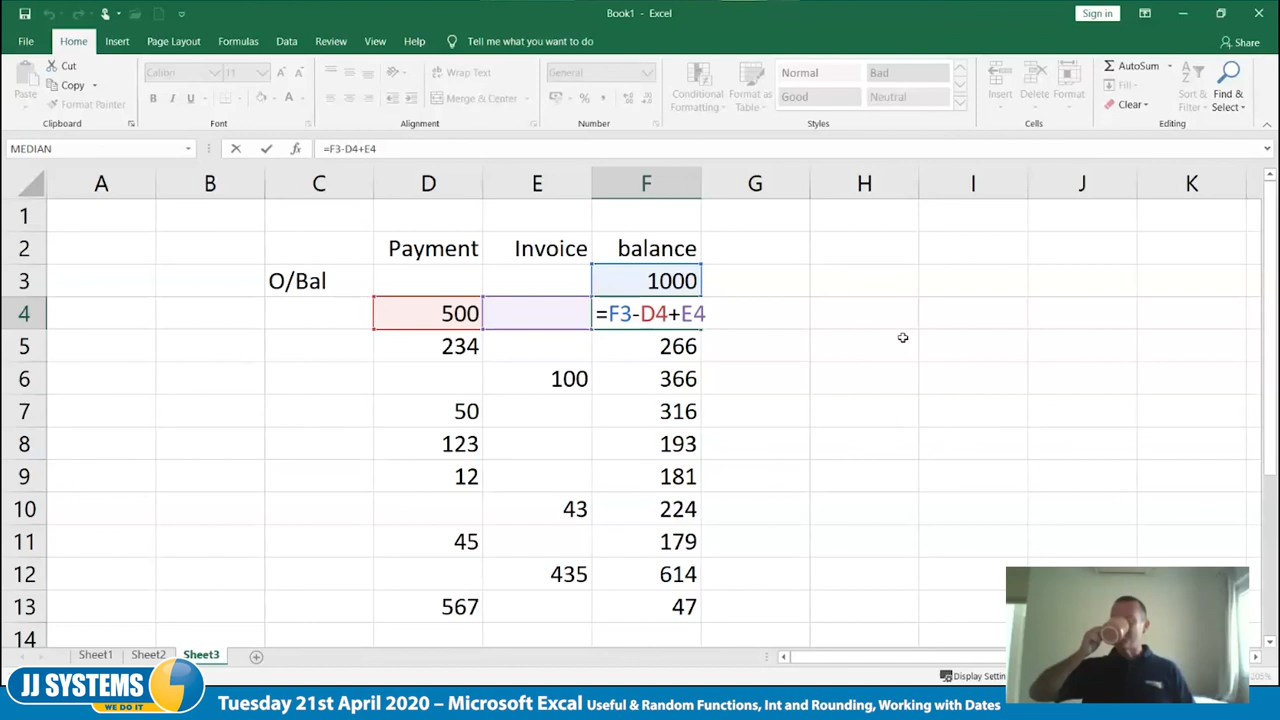 Book1 - Excel
Sign in
File Home Insert Page Layout Formulas Data Review View Help Tell me what you want to do
Share
Paste
Cut
Copy
Format Painter
Clipboard
Calibri 11
B I U
Font
Wrap Text
Merge & Center
Alignment
General
Number
Conditional Formatting
Format as Table
Normal Bad
Good Neutral
Styles
Insert Delete Format
Cells
AutoSum
Fill
Clear
Sort & Filter
Find & Select
Editing
MEDIAN fx =F3-D4+E4
A B C D E F G H I J K
1
2 Payment Invoice balance
3 O/Bal 1000
4 500 =F3-D4+E4
5 234 266
6 100 366
7 50 316
8 123 193
9 12 181
10 43 224
11 45 179
12 435 614
13 567 47
14
Sheet1 Sheet2 Sheet3
JJ SYSTEMS
WE DO IT
Tuesday 21st April 2020 – Microsoft Excal Useful & Random Functions, Int and Rounding, Working with Dates